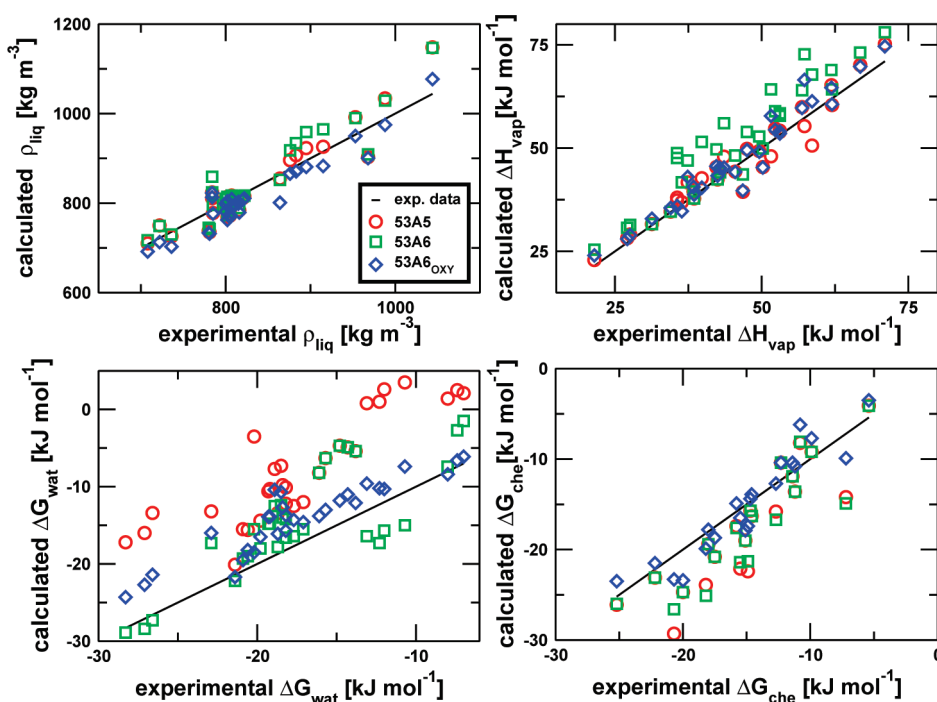 1200
1000
800
600
calculated ρliq [kg m-3]
600 800 1000
experimental ρliq [kg m-3]
exp. data
53A5
53A6
53A6OXY
75
50
25
calculated ΔHvap[kJ mol-1]
25 50 75
experimental ΔHvap [kJ mol-1]
0
-10
-20
-30
calculated ΔGwat [kJ mol-1]
-30 -20 -10
experimental ΔGwat [kJ mol-1]
0
-10
-20
-30
calculated ΔGche [kJ mol-1]
-30 -20 -10 0
experimental ΔGche [kJ mol-1]